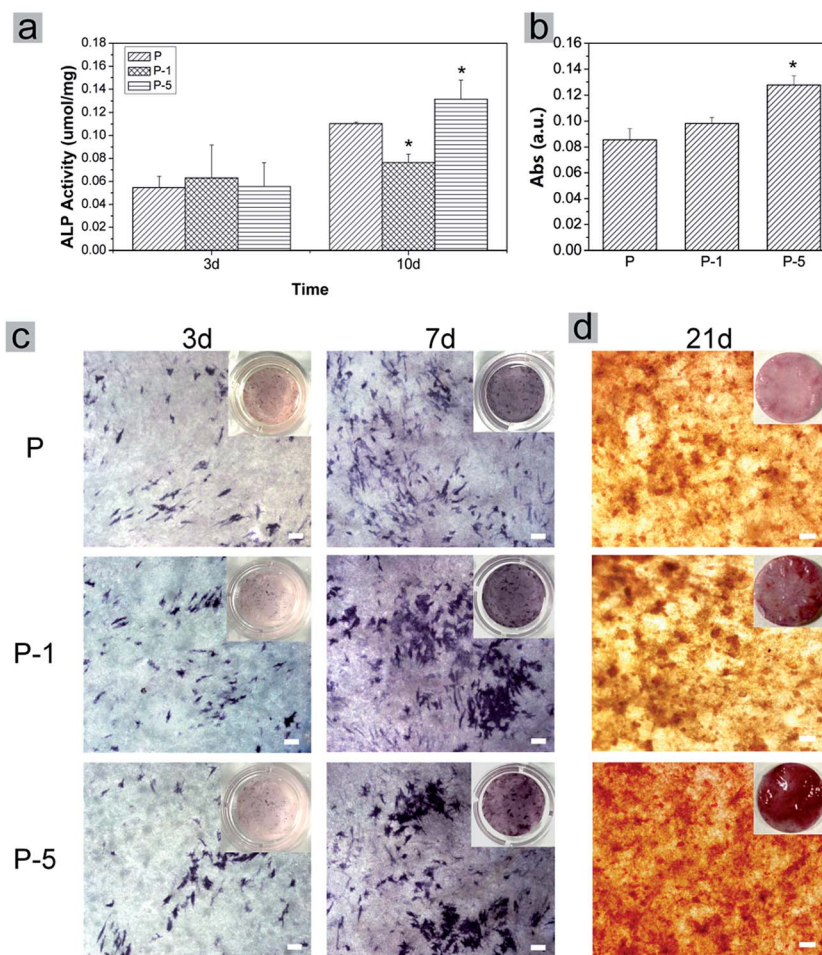 a
ALP Activity (umol/mg)
0.18
0.16
0.14
0.12
0.10
0.08
0.06
0.04
0.02
0.00
P
P-1
P-5
*
*
3d
10d
Time
b
Abs (a.u.)
0.16
0.14
0.12
0.10
0.08
0.06
0.04
0.02
0.00
*
P
P-1
P-5
c
3d
7d
d
21d
P
P-1
P-5